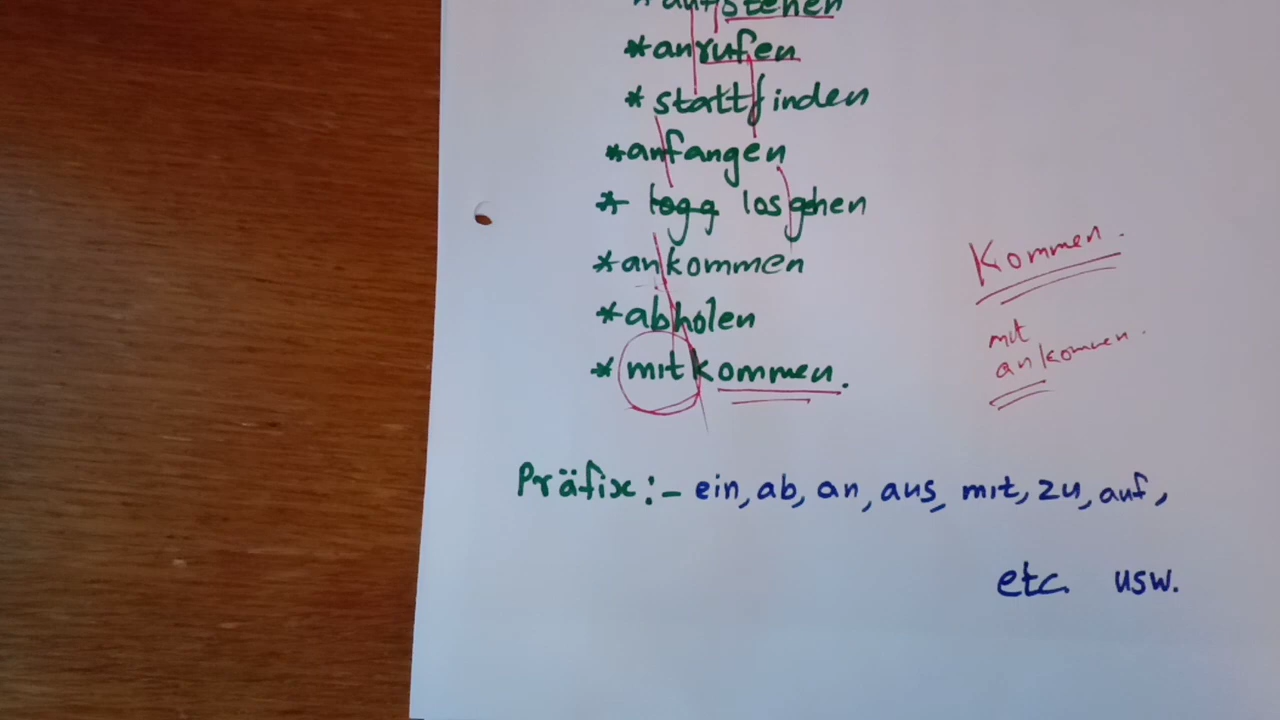 * aufstehen
* anrufen
* stattfinden
* anfangen
* losgehen
* ankommen
* abholen
* mitkommen.
Kommen.
mit
ankommen.
Präfix:- ein, ab, an, aus, mit, zu, auf,
etc. usw.